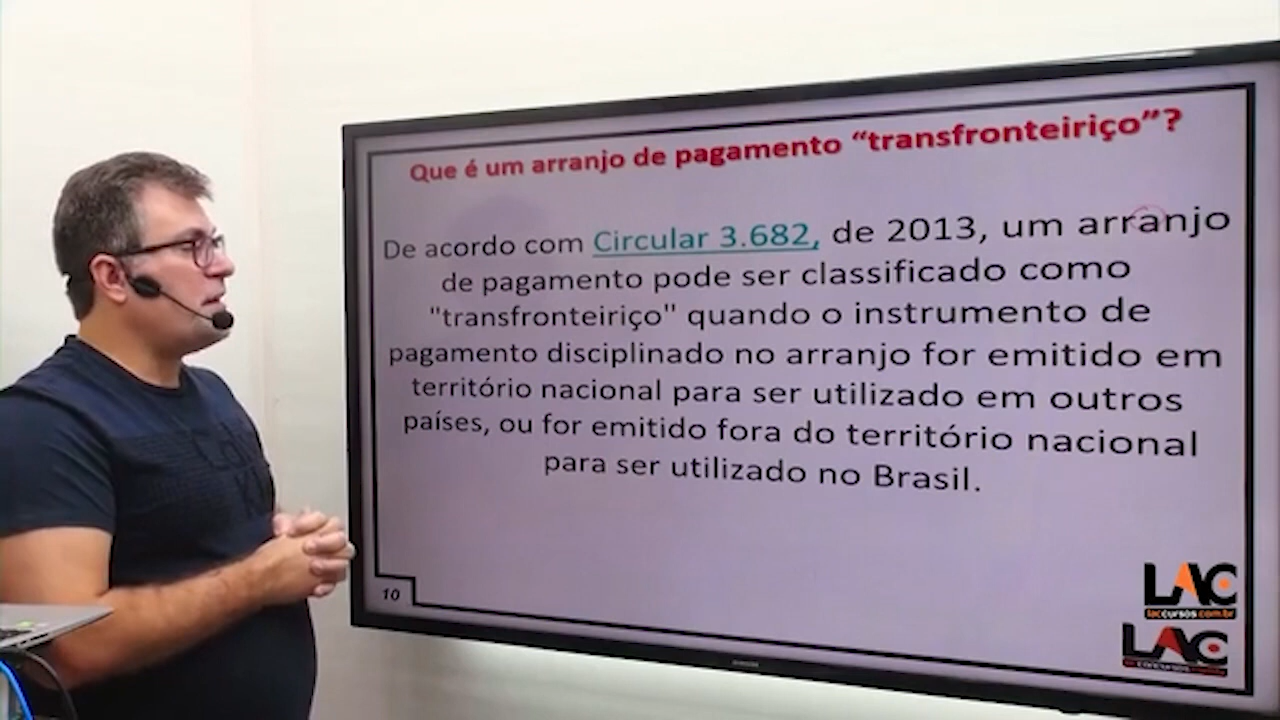 Que é um arranjo de pagamento “transfronteiriço”?
De acordo com Circular 3.682, de 2013, um arranjo
de pagamento pode ser classificado como
"transfronteiriço" quando o instrumento de
pagamento disciplinado no arranjo for emitido em
território nacional para ser utilizado em outros
países, ou for emitido fora do território nacional
para ser utilizado no Brasil.
10
LAC
laccursos.com.br
LAC